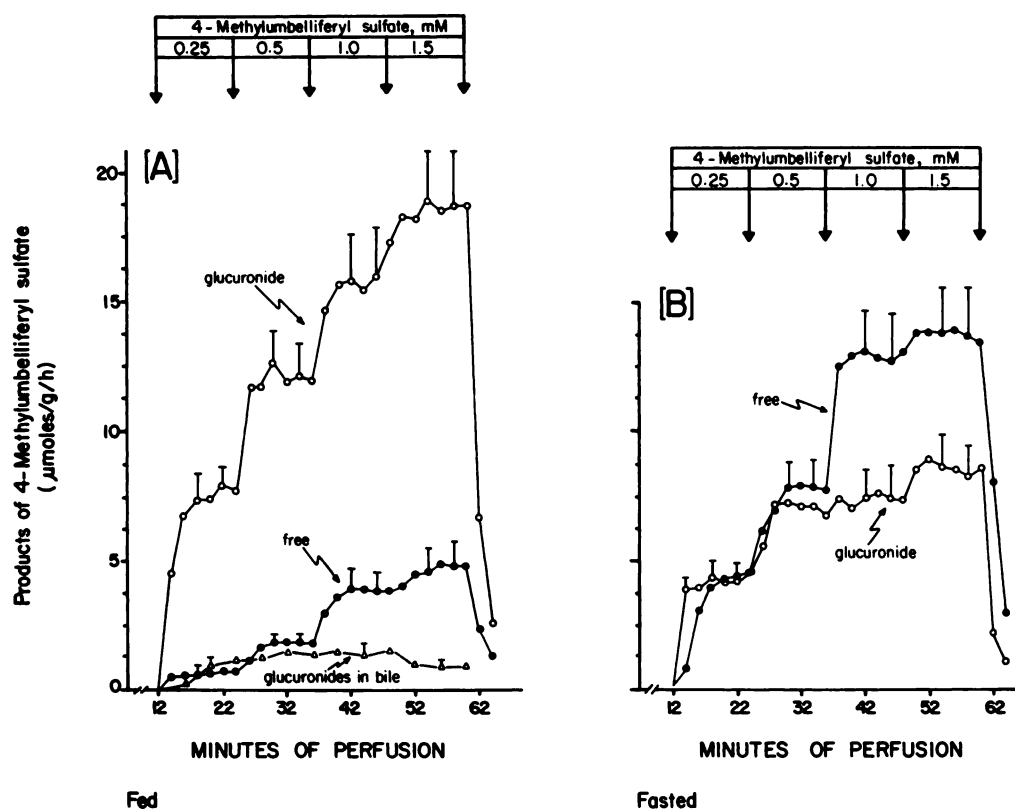 4-Methylumbelliferyl sulfate, mM
0.25 0.5 1.0 1.5
[A]
20
15
10
5
0
glucuronide
free
glucuronides in bile
Products of 4-Methylumbelliferyl sulfate
(µmoles/g/h)
12 22 32 42 52 62
MINUTES OF PERFUSION
Fed
4-Methylumbelliferyl sulfate, mM
0.25 0.5 1.0 1.5
[B]
free
glucuronide
12 22 32 42 52 62
MINUTES OF PERFUSION
Fasted